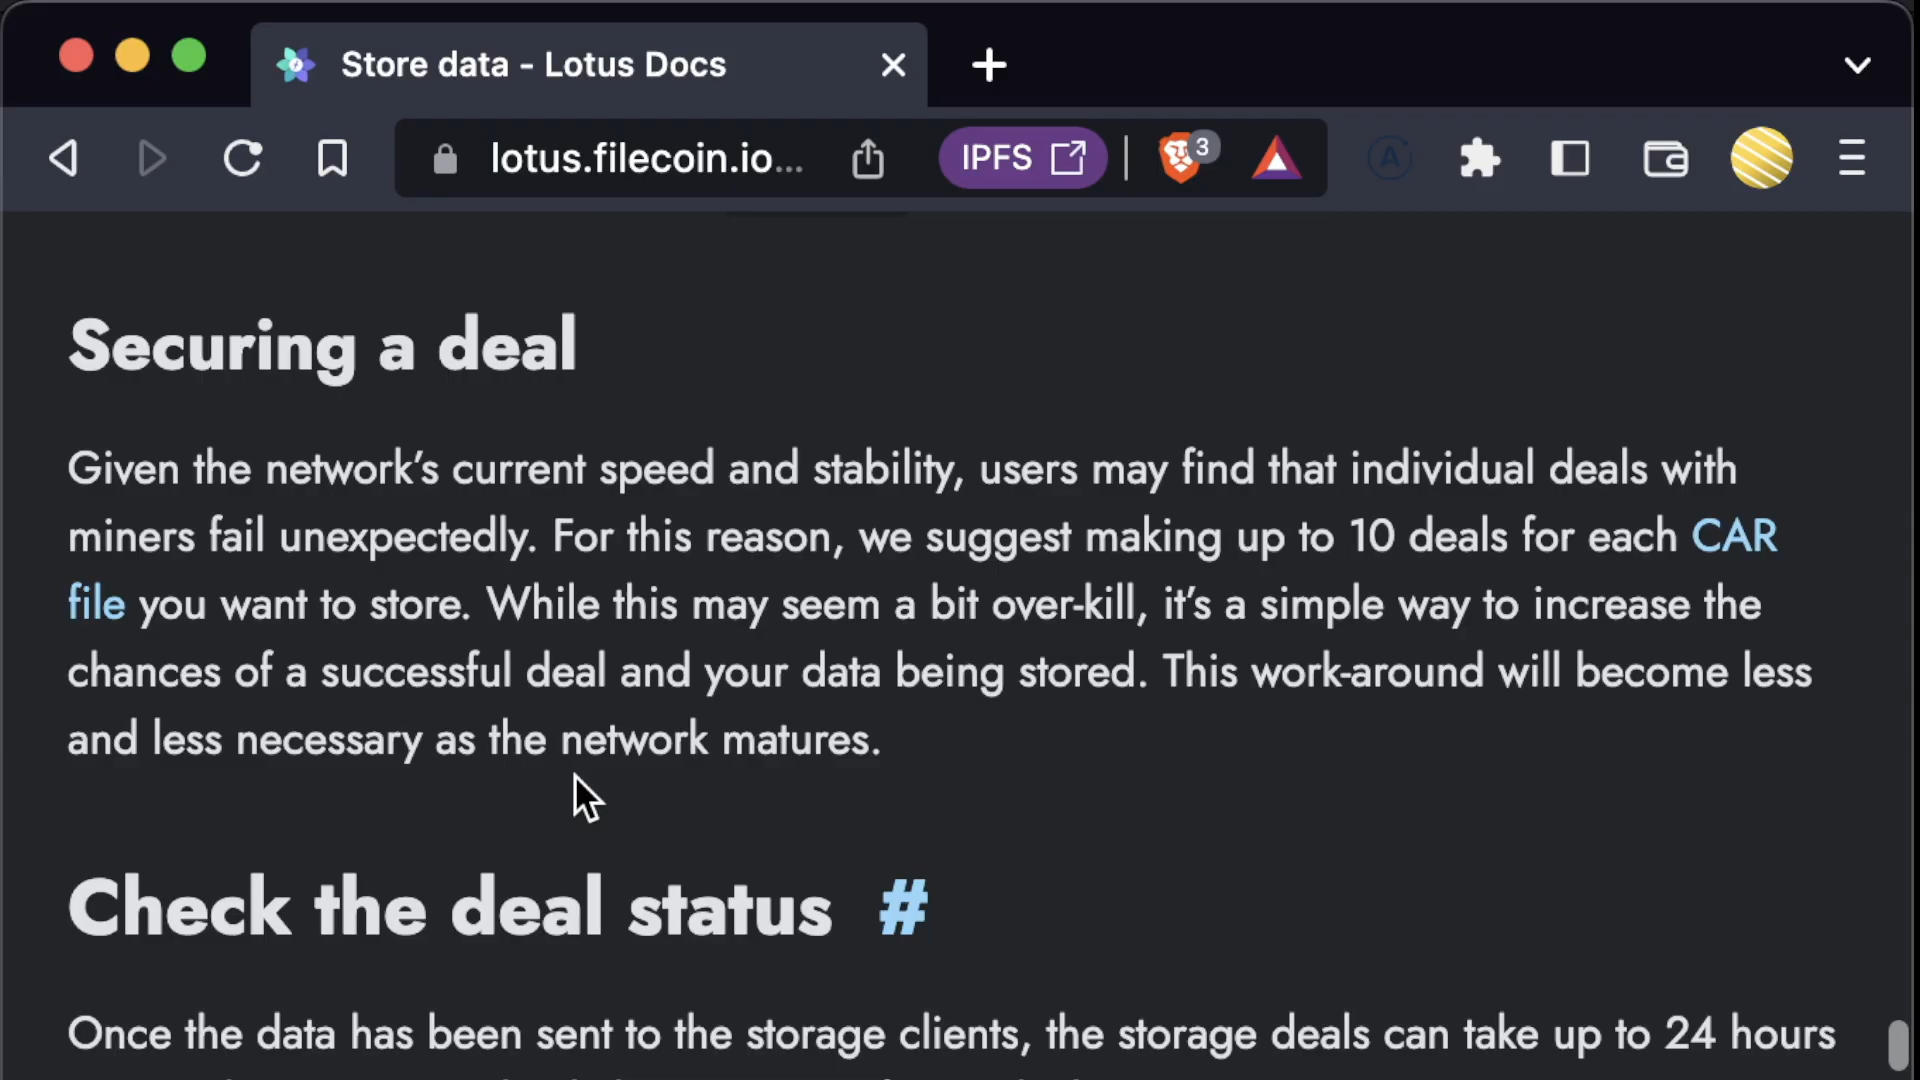 Store data - Lotus Docs
lotus.filecoin.io...
IPFS
3
Securing a deal
Given the network’s current speed and stability, users may find that individual deals with
miners fail unexpectedly. For this reason, we suggest making up to 10 deals for each CAR
file you want to store. While this may seem a bit over-kill, it’s a simple way to increase the
chances of a successful deal and your data being stored. This work-around will become less
and less necessary as the network matures.
Check the deal status #
Once the data has been sent to the storage clients, the storage deals can take up to 24 hours